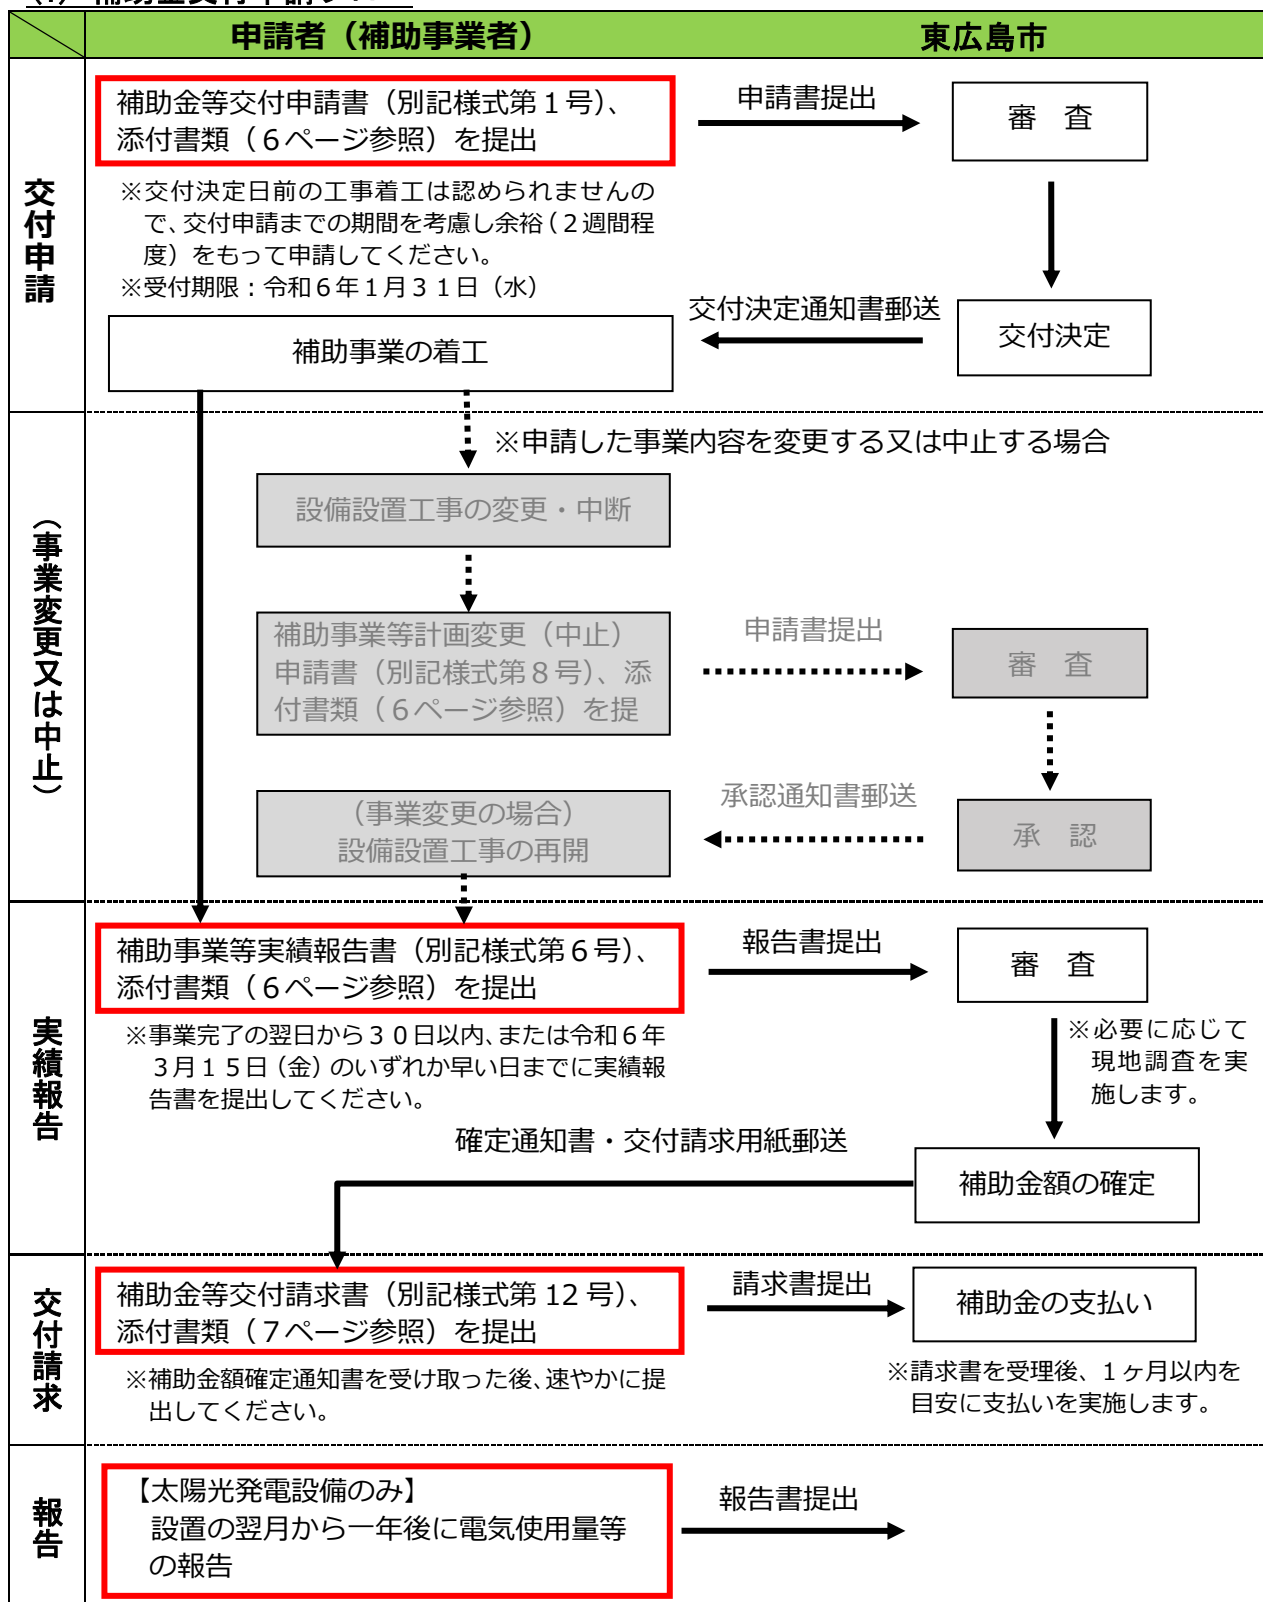 申請者（補助事業者）
東広島市
交付申請
補助金等交付申請書（別記様式第１号）、
添付書類（６ページ参照）を提出
申請書提出
審　査
※交付決定日前の工事着工は認められませんの
で、交付申請までの期間を考慮し余裕（２週間程
度）をもって申請してください。
※受付期限：令和６年１月３１日（水）
交付決定通知書郵送
交付決定
補助事業の着工
（事業変更又は中止）
※申請した事業内容を変更する又は中止する場合
設備設置工事の変更・中断
補助事業等計画変更（中止）
申請書（別記様式第８号）、添
付書類（６ページ参照）を提
申請書提出
審　査
承認通知書郵送
承　認
（事業変更の場合）
設備設置工事の再開
実績報告
補助事業等実績報告書（別記様式第６号）、
添付書類（６ページ参照）を提出
報告書提出
審　査
※事業完了の翌日から３０日以内、または令和６年
３月１５日（金）のいずれか早い日までに実績報
告書を提出してください。
※必要に応じて
現地調査を実
施します。
確定通知書・交付請求用紙郵送
補助金額の確定
交付請求
補助金等交付請求書（別記様式第 12 号）、
添付書類（７ページ参照）を提出
請求書提出
補助金の支払い
※補助金額確定通知書を受け取った後、速やかに提
出してください。
※請求書を受理後、１ヶ月以内を
目安に支払いを実施します。
報告
【太陽光発電設備のみ】
設置の翌月から一年後に電気使用量等
の報告
報告書提出